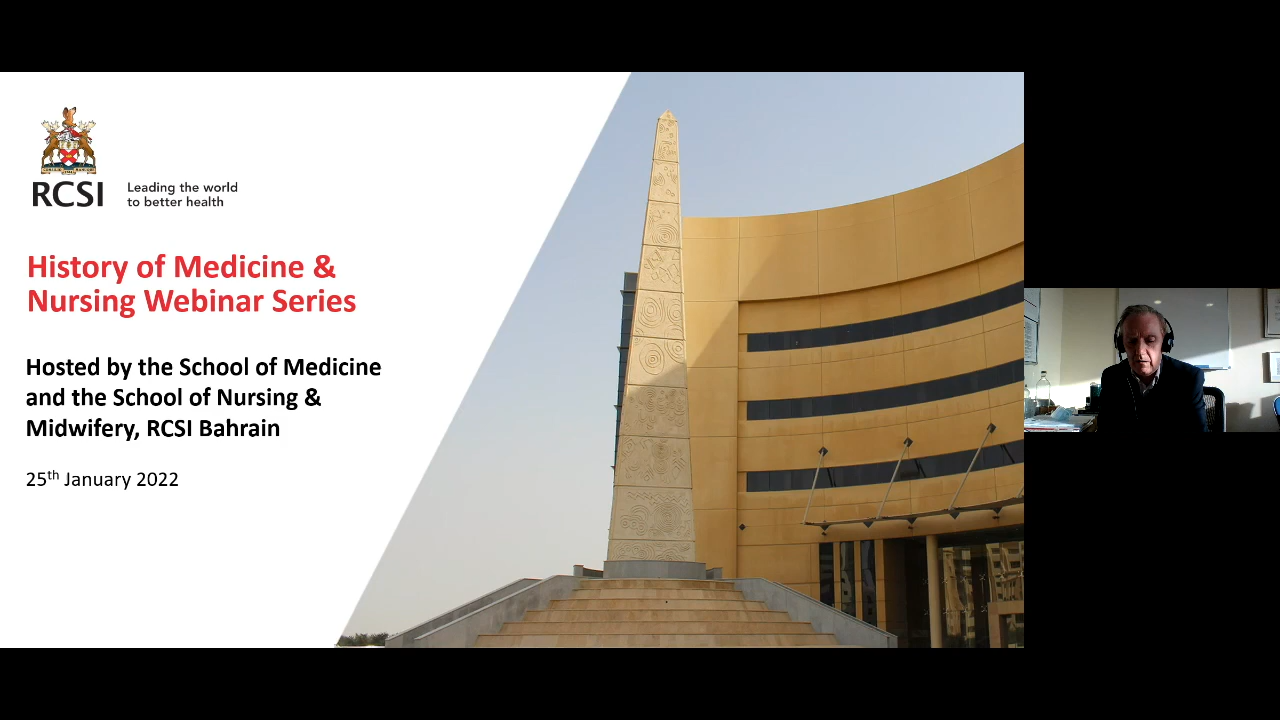 RCSI
Leading the world
to better health
History of Medicine &
Nursing Webinar Series
Hosted by the School of Medicine
and the School of Nursing &
Midwifery, RCSI Bahrain
25th January 2022